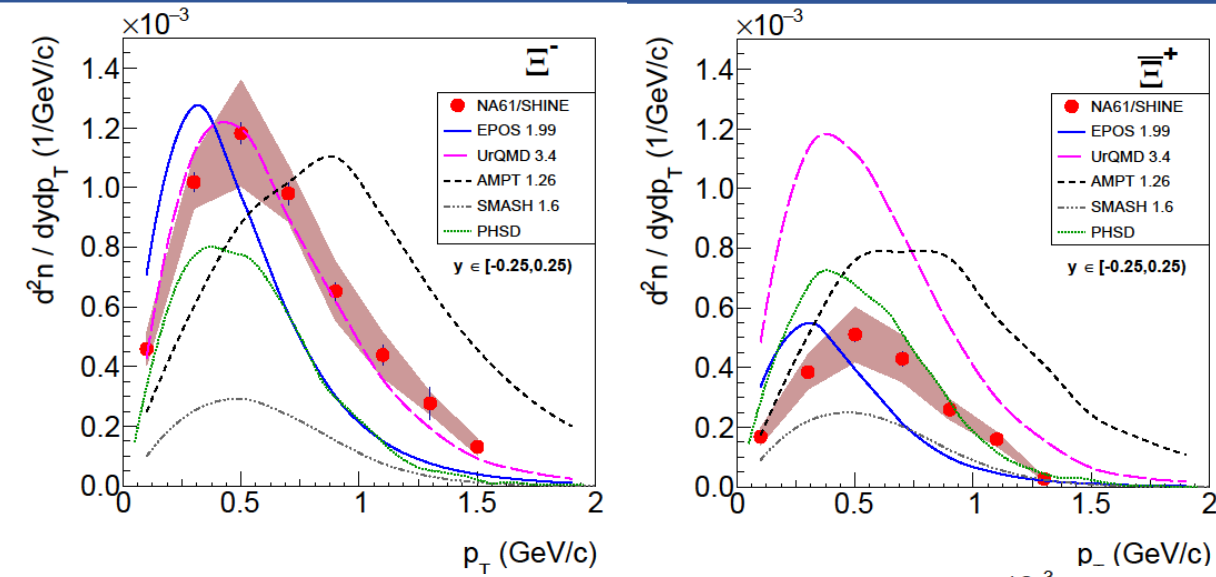 ×10⁻³
d²n / dydp_T (1/GeV/c)
Ξ⁻
NA61/SHINE
EPOS 1.99
UrQMD 3.4
AMPT 1.26
SMASH 1.6
PHSD
y ∈ [-0.25,0.25)
1.4
1.2
1.0
0.8
0.6
0.4
0.2
0.0
0 0.5 1 1.5 2
p_T (GeV/c)
×10⁻³
d²n / dydp_T (1/GeV/c)
Ξ̅⁺
NA61/SHINE
EPOS 1.99
UrQMD 3.4
AMPT 1.26
SMASH 1.6
PHSD
y ∈ [-0.25,0.25)
1.4
1.2
1.0
0.8
0.6
0.4
0.2
0.0
0 0.5 1 1.5 2
p (GeV/c)